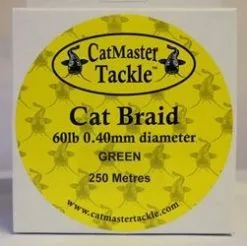 CatMaster
Tackle™
Cat Braid
60lb 0.40mm diameter
GREEN
250 Metres
www.catmastertackle.com